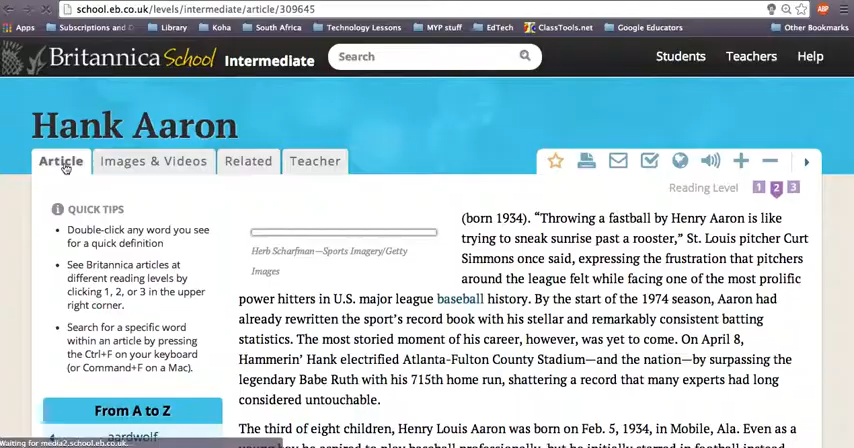 school.eb.co.uk/levels/intermediate/article/309645
ABP
Apps Subscriptions and Library Koha South Africa Technology Lessons MYP stuff EdTech ClassTools.net Google Educators Other Bookmarks
Britannica School Intermediate Search Students Teachers Help
Hank Aaron
Article Images & Videos Related Teacher
Reading Level 1 2 3
QUICK TIPS
Double-click any word you see
for a quick definition
See Britannica articles at
different reading levels by
clicking 1, 2, or 3 in the upper
right corner.
Search for a specific word
within an article by pressing
the Ctrl+F on your keyboard
(or Command+F on a Mac).
From A to Z
aardwolf
Waiting for media2.school.eb.co.uk...
Herb Scharfman—Sports Imagery/Getty
Images
(born 1934). “Throwing a fastball by Henry Aaron is like
trying to sneak sunrise past a rooster,” St. Louis pitcher Curt
Simmons once said, expressing the frustration that pitchers
around the league felt while facing one of the most prolific
power hitters in U.S. major league baseball history. By the start of the 1974 season, Aaron had
already rewritten the sport’s record book with his stellar and remarkably consistent batting
statistics. The most storied moment of his career, however, was yet to come. On April 8,
Hammerin’ Hank electrified Atlanta-Fulton County Stadium—and the nation—by surpassing the
legendary Babe Ruth with his 715th home run, shattering a record that many experts had long
considered untouchable.
The third of eight children, Henry Louis Aaron was born on Feb. 5, 1934, in Mobile, Ala. Even as a